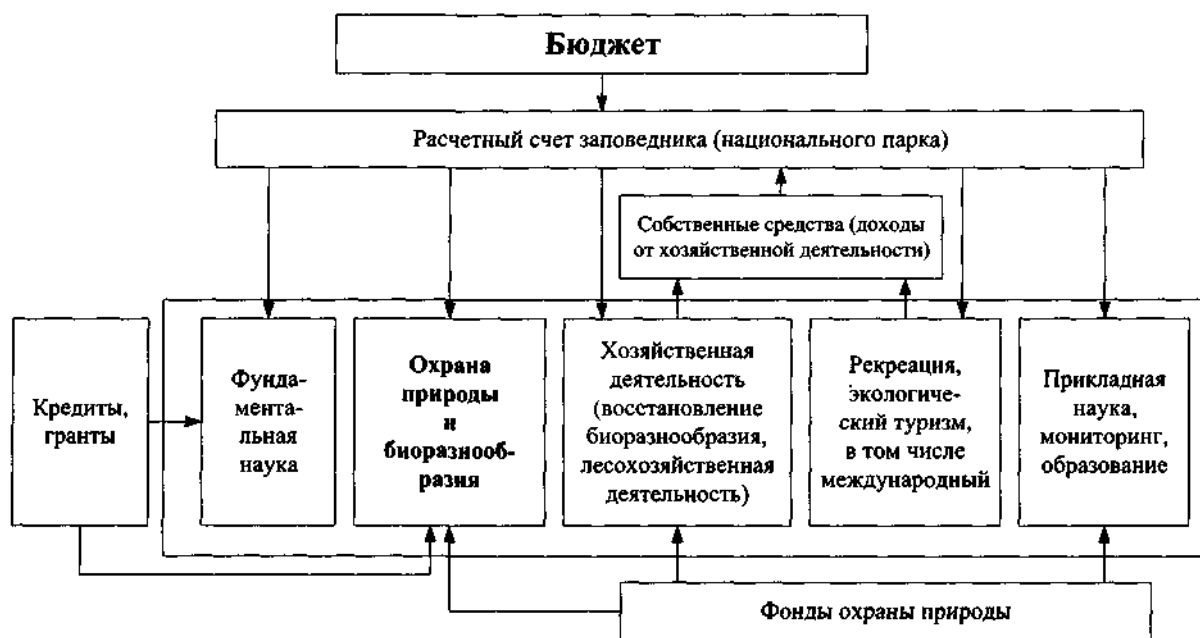 Бюджет
Расчетный счет заповедника (национального парка)
Собственные средства (доходы
от хозяйственной деятельности)
Кредиты,
гранты
Фунда-
мента-
льная
наука
Охрана
природы
и
биоразнооб-
разия
Хозяйственная
деятельность
(восстановление
биоразнообразия,
лесохозяйственная
деятельность)
Рекреация,
экологиче-
ский туризм,
в том числе
международный
Прикладная
наука,
мониторинг,
образование
Фонды охраны природы